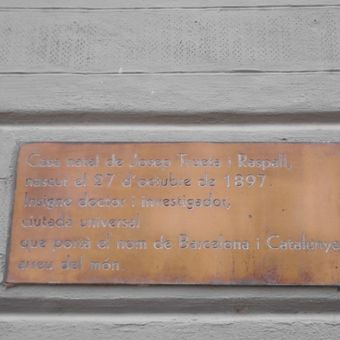 Casa natal de Josep Trueta i Raspall,
nascut el 27 d'octubre de 1897.
Insigne doctor i investigador,
ciutadà universal
que portà el nom de Barcelona i Catalunya
arreu del món.